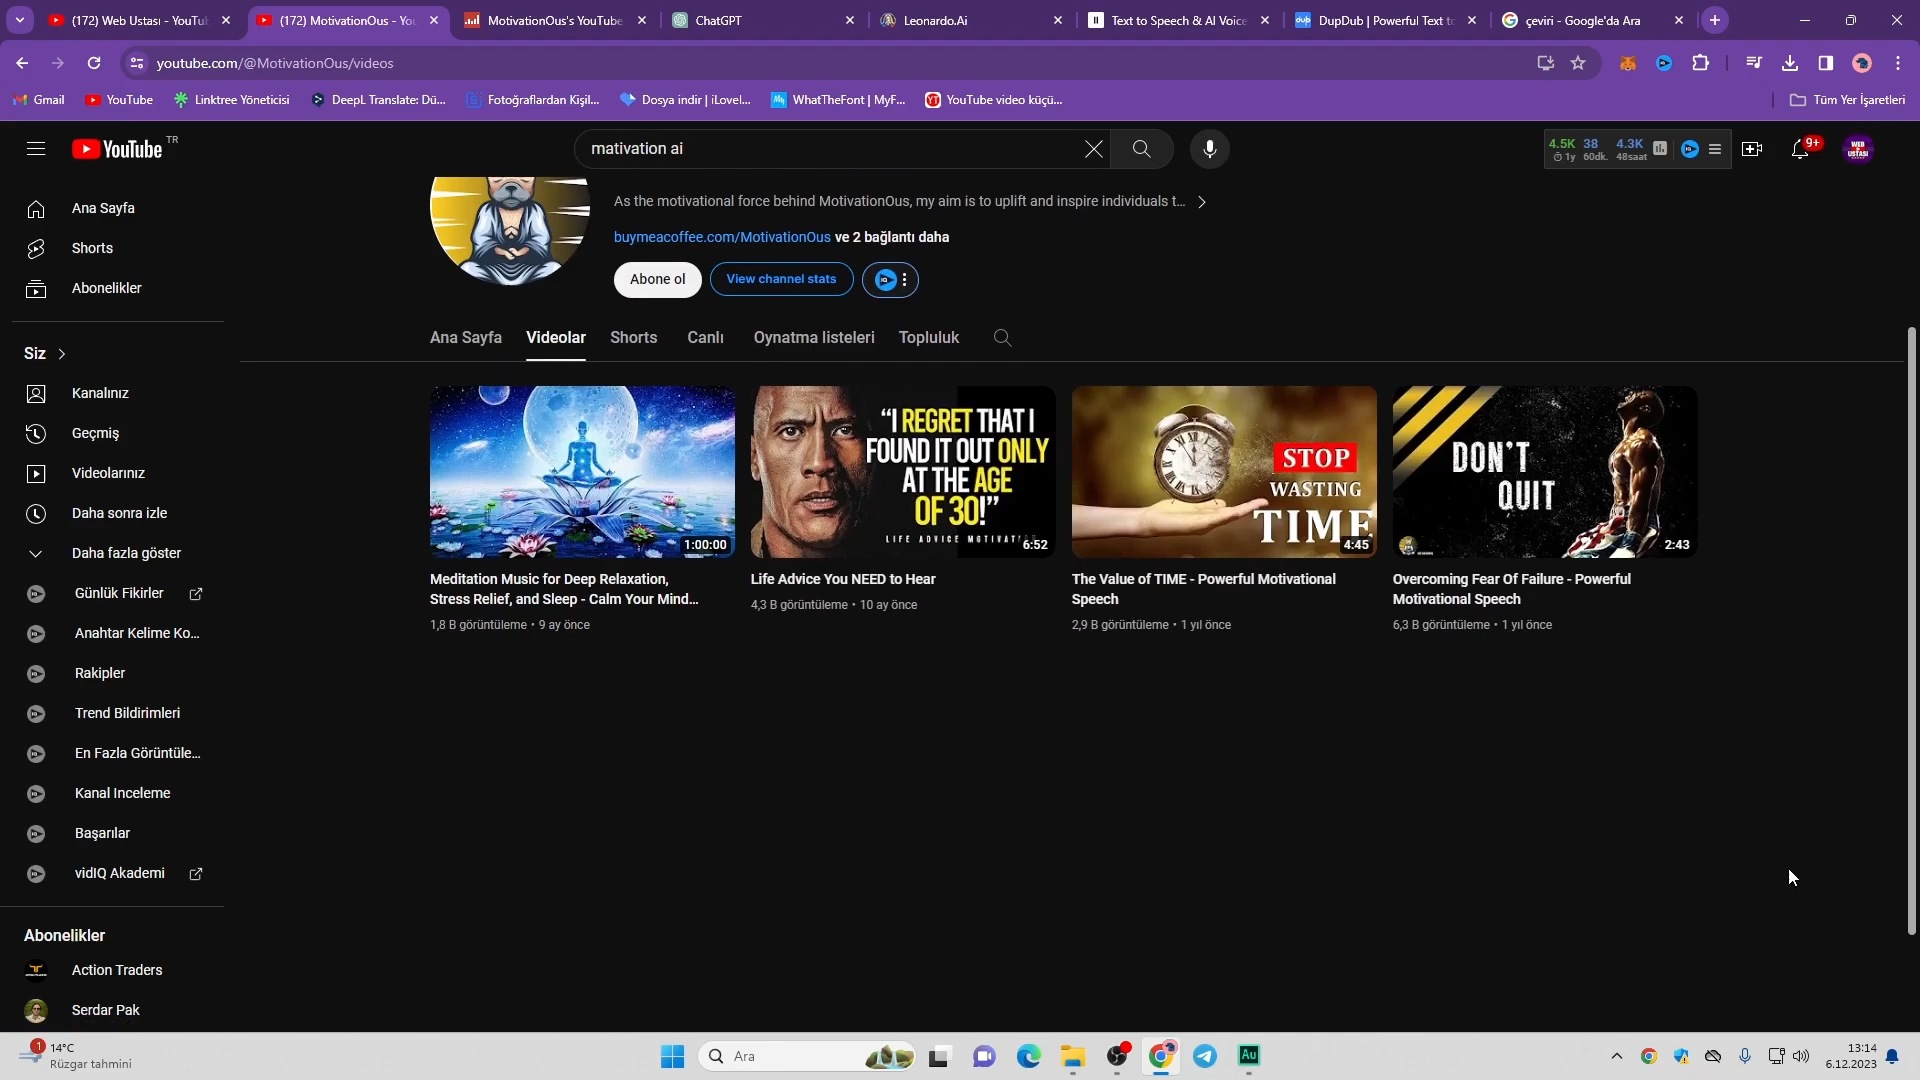 (172) Web Ustası - YouTub
(172) MotivationOus - You
MotivationOus's YouTube
ChatGPT
Leonardo.Ai
Text to Speech & AI Voice
DupDub | Powerful Text to
çeviri - Google'da Ara
youtube.com/@MotivationOus/videos
Gmail
YouTube
Linktree Yöneticisi
DeepL Translate: Dü...
Fotoğraflardan Kişil...
Dosya indir | iLoveI...
WhatTheFont | MyF...
YouTube video küçü...
Tüm Yer İşaretleri
YouTube TR
mativation ai
4.5K 38 4.3K
1y 60dk. 48saat
9+
WEB
USTASI
Ana Sayfa
Shorts
Abonelikler
Siz
Kanalınız
Geçmiş
Videolarınız
Daha sonra izle
Daha fazla göster
Günlük Fikirler
Anahtar Kelime Ko...
Rakipler
Trend Bildirimleri
En Fazla Görüntüle...
Kanal Inceleme
Başarılar
vidIQ Akademi
Abonelikler
Action Traders
Serdar Pak
As the motivational force behind MotivationOus, my aim is to uplift and inspire individuals t...
buymeacoffee.com/MotivationOus ve 2 bağlantı daha
Abone ol
View channel stats
Ana Sayfa
Videolar
Shorts
Canlı
Oynatma listeleri
Topluluk
1:00:00
Meditation Music for Deep Relaxation,
Stress Relief, and Sleep - Calm Your Mind...
1,8 B görüntüleme • 9 ay önce
“I REGRET THAT I
FOUND IT OUT ONLY
AT THE AGE
OF 30!”
LIFE ADVICE MOTIVAT
6:52
Life Advice You NEED to Hear
4,3 B görüntüleme • 10 ay önce
STOP
WASTING
TIME
4:45
The Value of TIME - Powerful Motivational
Speech
2,9 B görüntüleme • 1 yıl önce
DON'T
QUIT
2:43
Overcoming Fear Of Failure - Powerful
Motivational Speech
6,3 B görüntüleme • 1 yıl önce
1
14°C
Rüzgar tahmini
Ara
Au
13:14
6.12.2023